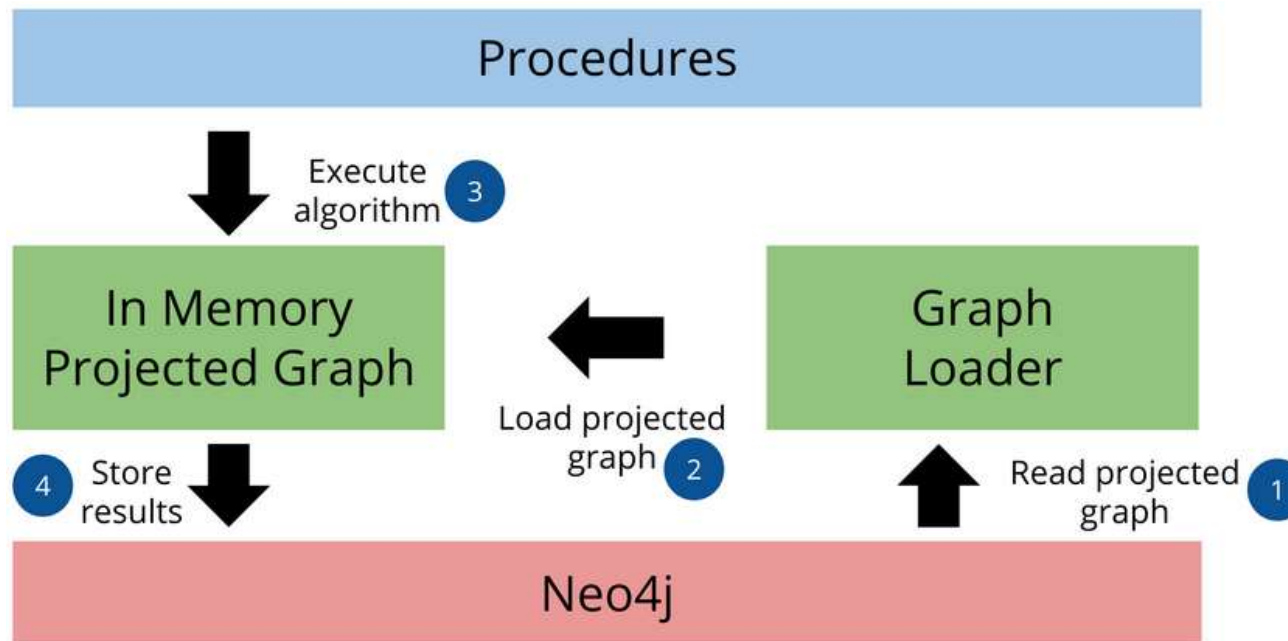 Procedures
Execute
algorithm
3
In Memory
Projected Graph
Graph
Loader
Load projected
graph
2
4
Store
results
Read projected
graph
1
Neo4j